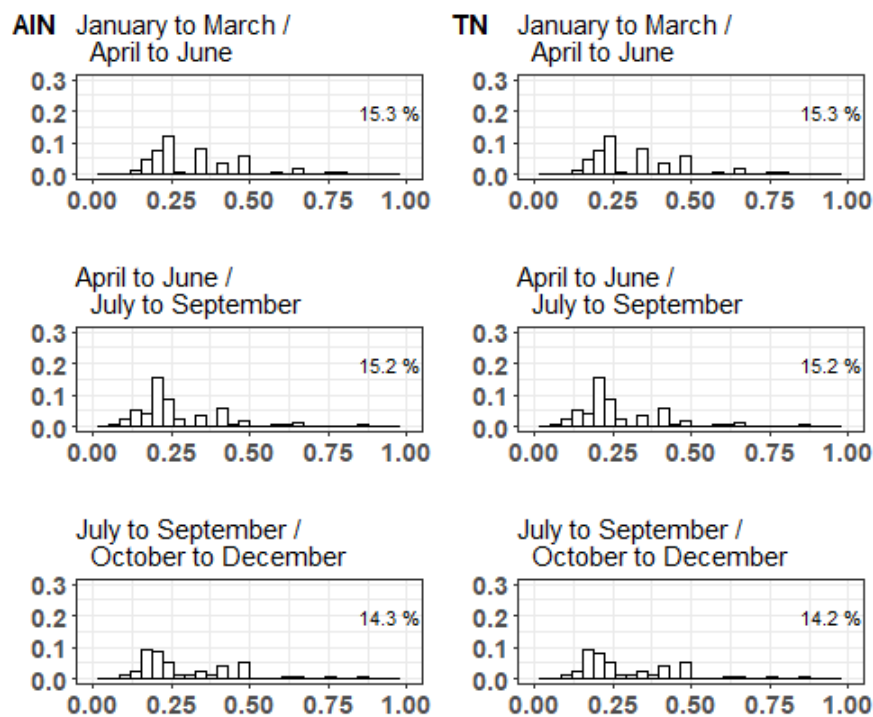 AIN January to March / TN January to March /
April to June April to June
0.3 0.3
15.3 % 15.3 %
0.2 0.2
0.1 0.1
0.0 0.0
0.00 0.25 0.50 0.75 1.00 0.00 0.25 0.50 0.75 1.00
April to June / April to June /
July to September July to September
0.3 0.3
15.2 % 15.2 %
0.2 0.2
0.1 0.1
0.0 0.0
0.00 0.25 0.50 0.75 1.00 0.00 0.25 0.50 0.75 1.00
July to September / July to September /
October to December October to December
0.3 0.3
14.3 % 14.2 %
0.2 0.2
0.1 0.1
0.0 0.0
0.00 0.25 0.50 0.75 1.00 0.00 0.25 0.50 0.75 1.00